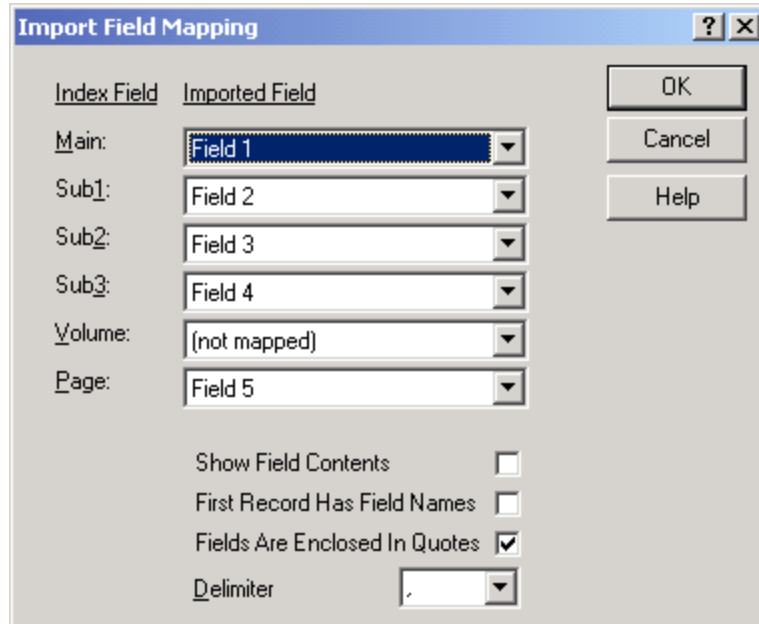 Import Field Mapping
Index Field Imported Field
OK
Main: Field 1
Cancel
Sub1: Field 2
Help
Sub2: Field 3
Sub3: Field 4
Volume: (not mapped)
Page: Field 5
Show Field Contents
First Record Has Field Names
Fields Are Enclosed In Quotes
Delimiter ,